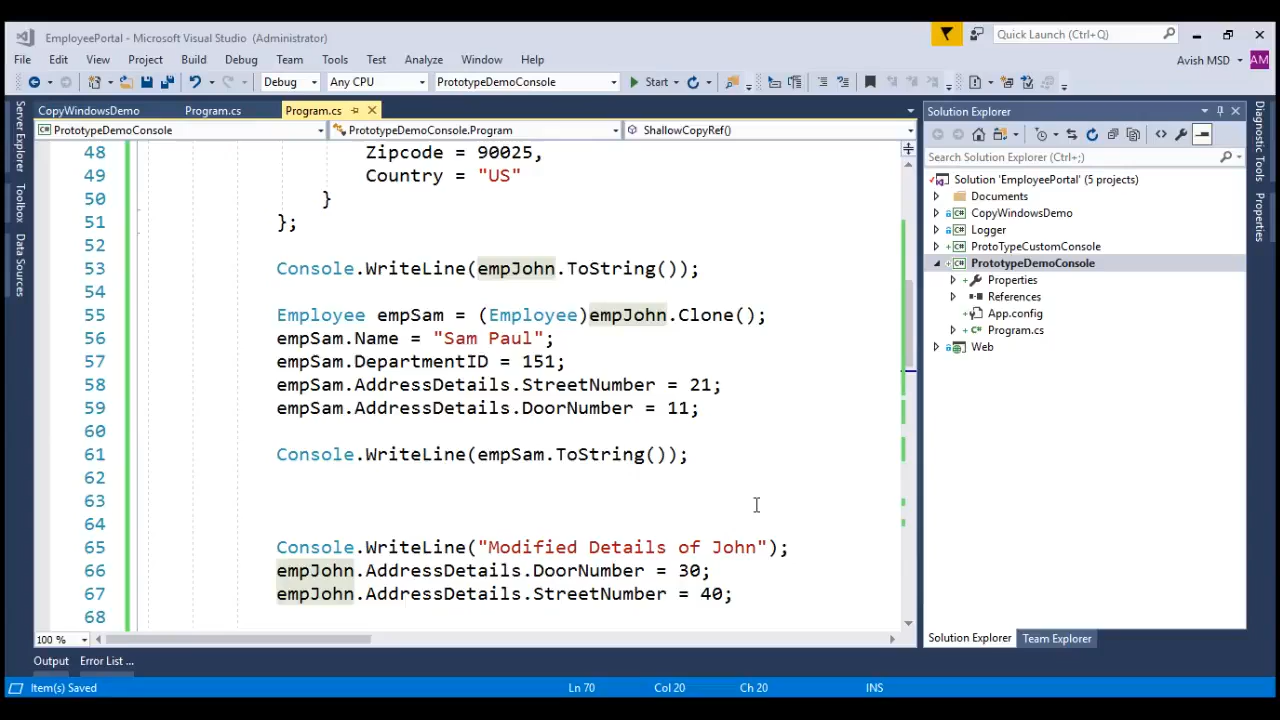 EmployeePortal - Microsoft Visual Studio (Administrator)
Quick Launch (Ctrl+Q)
File Edit View Project Build Debug Team Tools Test Analyze Window Help
Avish MSD AM
Debug Any CPU PrototypeDemoConsole Start
CopyWindowsDemo Program.cs Program.cs
PrototypeDemoConsole PrototypeDemoConsole.Program ShallowCopyRef()
Server Explorer
Toolbox
Data Sources
48 Zipcode = 90025,
49 Country = "US"
50 }
51 };
52
53 Console.WriteLine(empJohn.ToString());
54
55 Employee empSam = (Employee)empJohn.Clone();
56 empSam.Name = "Sam Paul";
57 empSam.DepartmentID = 151;
58 empSam.AddressDetails.StreetNumber = 21;
59 empSam.AddressDetails.DoorNumber = 11;
60
61 Console.WriteLine(empSam.ToString());
62
63
64
65 Console.WriteLine("Modified Details of John");
66 empJohn.AddressDetails.DoorNumber = 30;
67 empJohn.AddressDetails.StreetNumber = 40;
68
100 %
Solution Explorer
Search Solution Explorer (Ctrl+;)
Solution 'EmployeePortal' (5 projects)
Documents
CopyWindowsDemo
Logger
ProtoTypeCustomConsole
PrototypeDemoConsole
Properties
References
App.config
Program.cs
Web
Solution Explorer Team Explorer
Diagnostic Tools
Properties
Output Error List ...
Item(s) Saved Ln 70 Col 20 Ch 20 INS